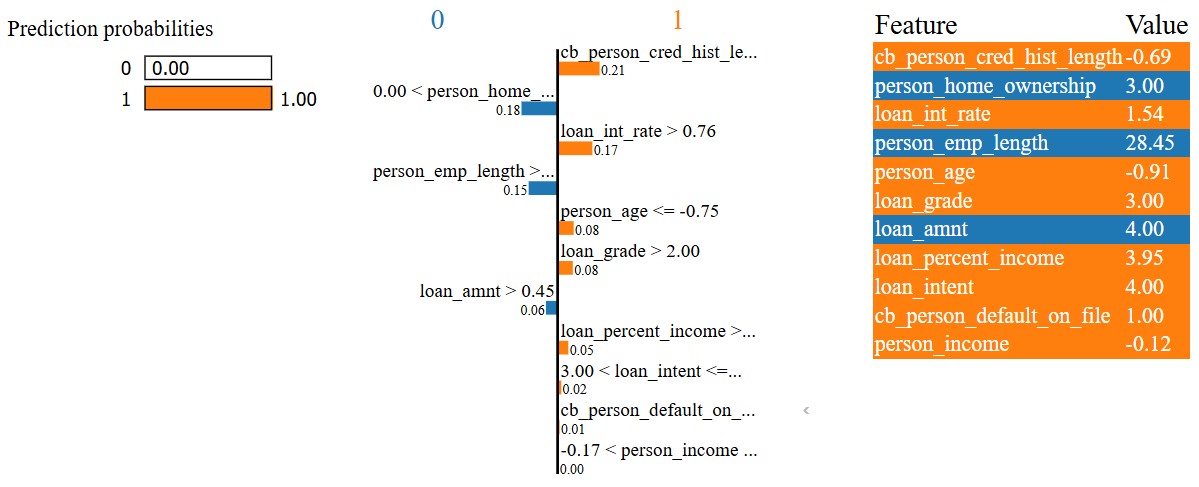 Prediction probabilities
0 0.00
1 1.00
0 1
cb_person_cred_hist_le...
0.21
0.00 < person_home_...
0.18
loan_int_rate > 0.76
0.17
person_emp_length >...
0.15
person_age <= -0.75
0.08
loan_grade > 2.00
0.08
loan_amnt > 0.45
0.06
loan_percent_income >...
0.05
3.00 < loan_intent <=...
0.02
cb_person_default_on_...
0.01
-0.17 < person_income ...
0.00
Feature Value
cb_person_cred_hist_length -0.69
person_home_ownership 3.00
loan_int_rate 1.54
person_emp_length 28.45
person_age -0.91
loan_grade 3.00
loan_amnt 4.00
loan_percent_income 3.95
loan_intent 4.00
cb_person_default_on_file 1.00
person_income -0.12